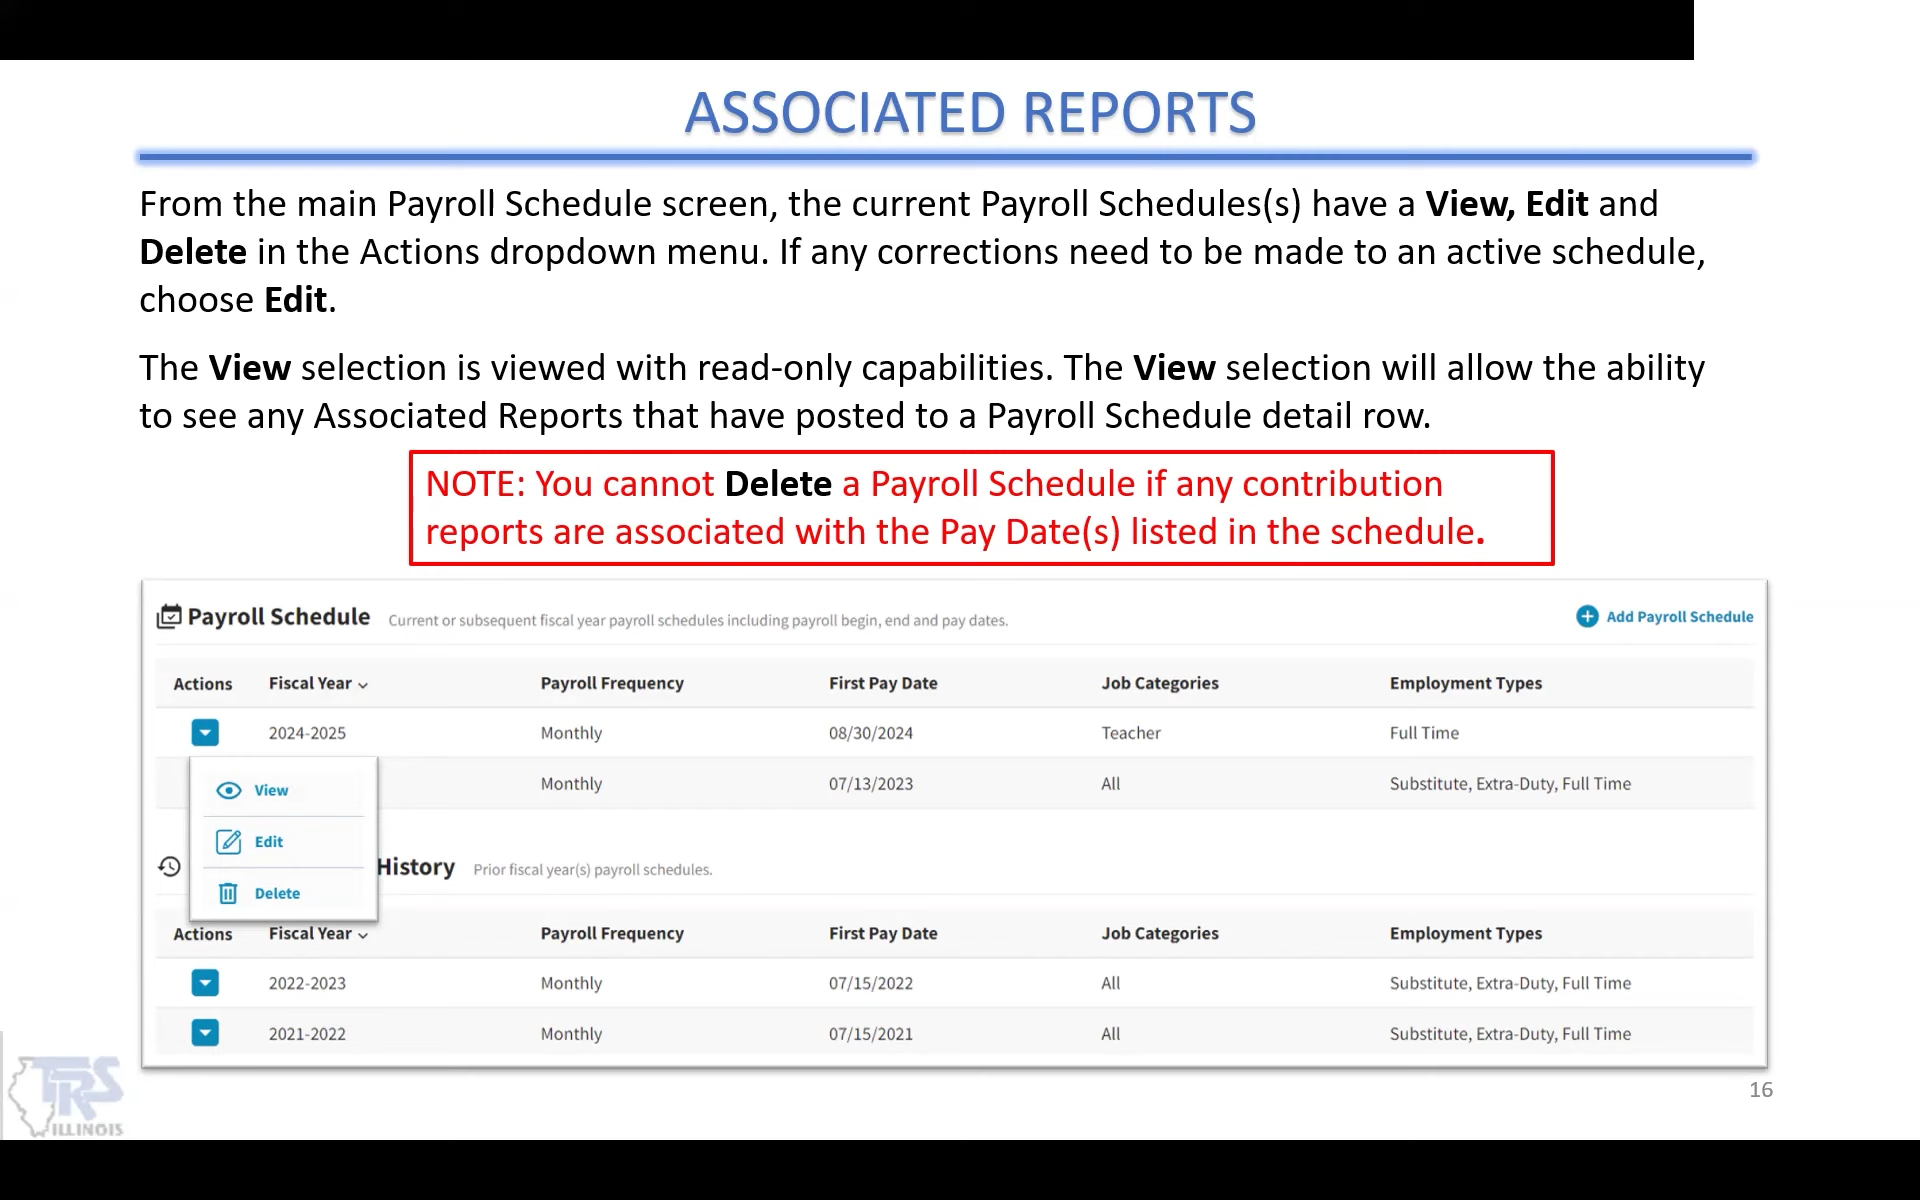 ASSOCIATED REPORTS
From the main Payroll Schedule screen, the current Payroll Schedules(s) have a View, Edit and
Delete in the Actions dropdown menu. If any corrections need to be made to an active schedule,
choose Edit.
The View selection is viewed with read-only capabilities. The View selection will allow the ability
to see any Associated Reports that have posted to a Payroll Schedule detail row.
NOTE: You cannot Delete a Payroll Schedule if any contribution
reports are associated with the Pay Date(s) listed in the schedule.
Payroll Schedule Current or subsequent fiscal year payroll schedules including payroll begin, end and pay dates. Add Payroll Schedule
Actions Fiscal Year Payroll Frequency First Pay Date Job Categories Employment Types
2024-2025 Monthly 08/30/2024 Teacher Full Time
Monthly 07/13/2023 All Substitute, Extra-Duty, Full Time
View
Edit
Delete
History Prior fiscal year(s) payroll schedules.
Actions Fiscal Year Payroll Frequency First Pay Date Job Categories Employment Types
2022-2023 Monthly 07/15/2022 All Substitute, Extra-Duty, Full Time
2021-2022 Monthly 07/15/2021 All Substitute, Extra-Duty, Full Time
TRS
ILLINOIS
16